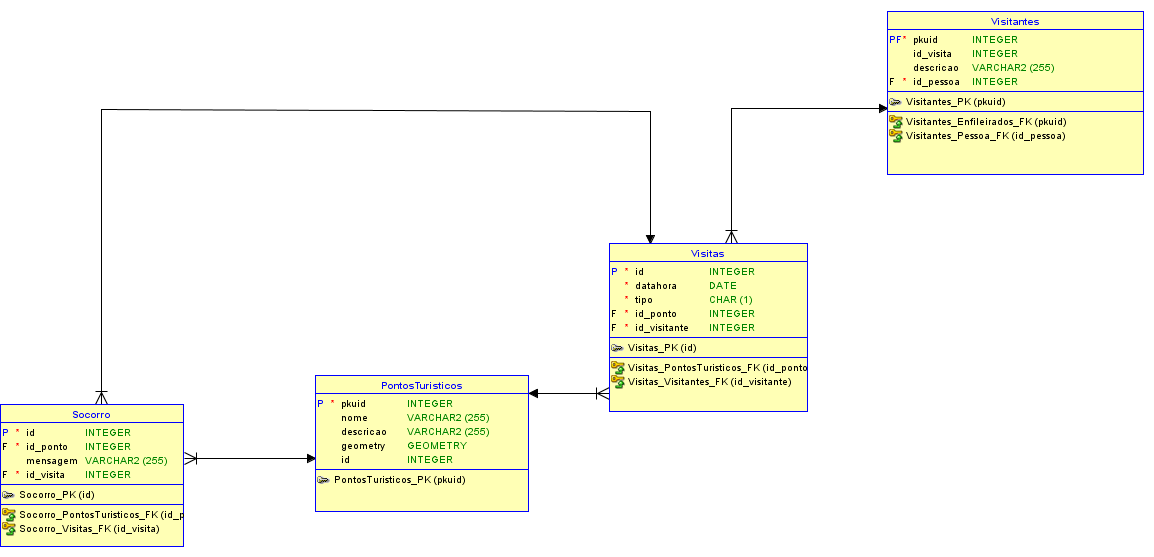 Visitantes
PF* pkuid INTEGER
id_visita INTEGER
descricao VARCHAR2 (255)
F * id_pessoa INTEGER
Visitantes_PK (pkuid)
Visitantes_Enfileirados_FK (pkuid)
Visitantes_Pessoa_FK (id_pessoa)
Visitas
P * id INTEGER
* datahora DATE
* tipo CHAR (1)
F * id_ponto INTEGER
F * id_visitante INTEGER
Visitas_PK (id)
Visitas_PontosTuristicos_FK (id_ponto
Visitas_Visitantes_FK (id_visitante)
PontosTuristicos
P * pkuid INTEGER
nome VARCHAR2 (255)
descricao VARCHAR2 (255)
geometry GEOMETRY
id INTEGER
PontosTuristicos_PK (pkuid)
Socorro
P * id INTEGER
F * id_ponto INTEGER
mensagem VARCHAR2 (255)
F * id_visita INTEGER
Socorro_PK (id)
Socorro_PontosTuristicos_FK (id_p
Socorro_Visitas_FK (id_visita)